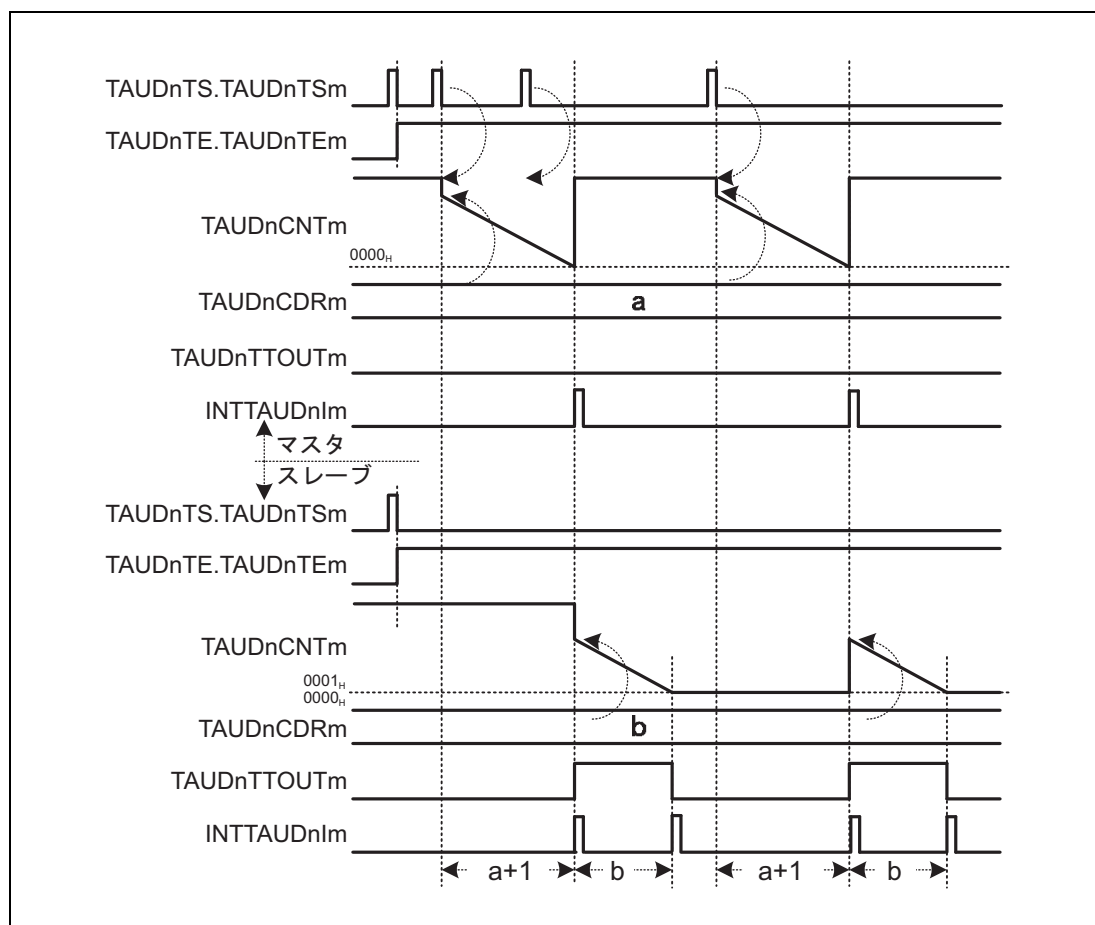 TAUDnTS.TAUDnTSm
TAUDnTE.TAUDnTEm
TAUDnCNTm
0000H
TAUDnCDRm
a
TAUDnTTOUTm
INTTAUDnIm
マスタ
スレーブ
TAUDnTS.TAUDnTSm
TAUDnTE.TAUDnTEm
TAUDnCNTm
0001H
0000H
TAUDnCDRm
b
TAUDnTTOUTm
INTTAUDnIm
a+1 b a+1 b